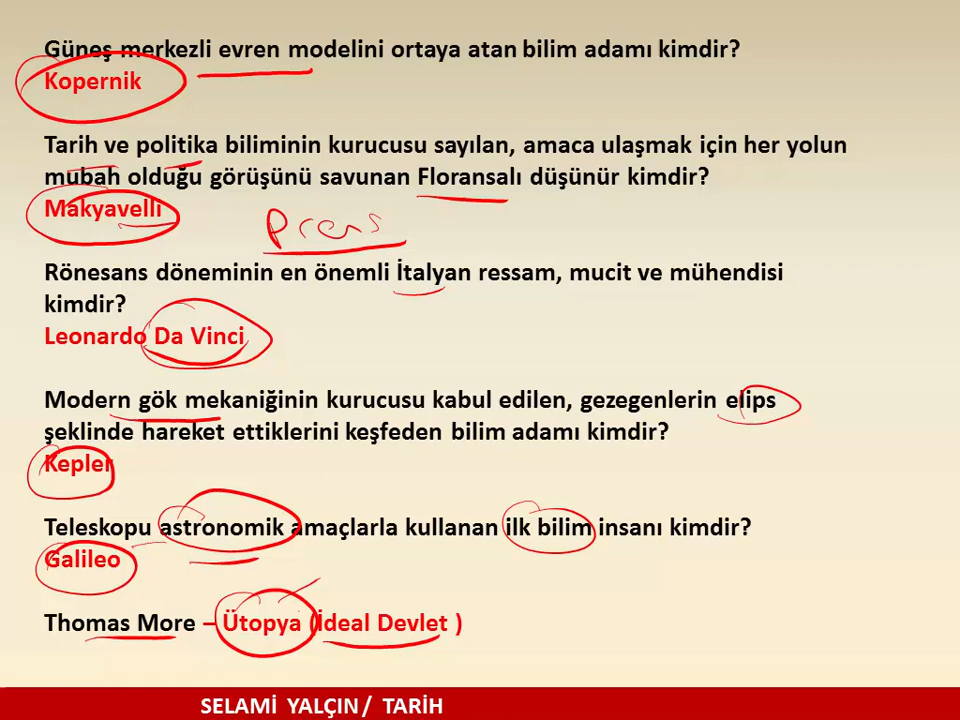 Güneş merkezli evren modelini ortaya atan bilim adamı kimdir?
Kopernik
Tarih ve politika biliminin kurucusu sayılan, amaca ulaşmak için her yolun
mubah olduğu görüşünü savunan Floransalı düşünür kimdir?
Makyavelli
Prens
Rönesans döneminin en önemli İtalyan ressam, mucit ve mühendisi
kimdir?
Leonardo Da Vinci
Modern gök mekaniğinin kurucusu kabul edilen, gezegenlerin elips
şeklinde hareket ettiklerini keşfeden bilim adamı kimdir?
Kepler
Teleskopu astronomik amaçlarla kullanan ilk bilim insanı kimdir?
Galileo
Thomas More – Ütopya (İdeal Devlet )
SELAMİ YALÇIN / TARİH